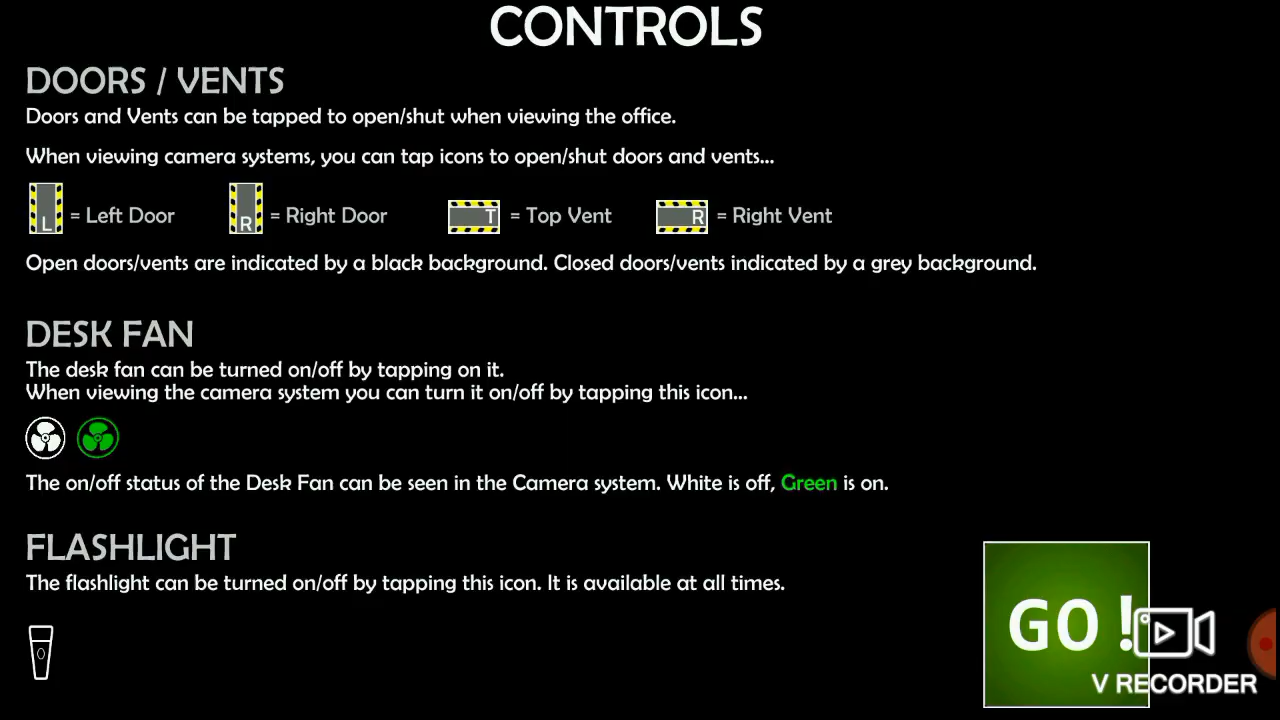 CONTROLS
DOORS / VENTS
Doors and Vents can be tapped to open/shut when viewing the office.
When viewing camera systems, you can tap icons to open/shut doors and vents...
L = Left Door R = Right Door T = Top Vent R = Right Vent
Open doors/vents are indicated by a black background. Closed doors/vents indicated by a grey background.
DESK FAN
The desk fan can be turned on/off by tapping on it.
When viewing the camera system you can turn it on/off by tapping this icon...
The on/off status of the Desk Fan can be seen in the Camera system. White is off, Green is on.
FLASHLIGHT
The flashlight can be turned on/off by tapping this icon. It is available at all times.
GO !
V RECORDER